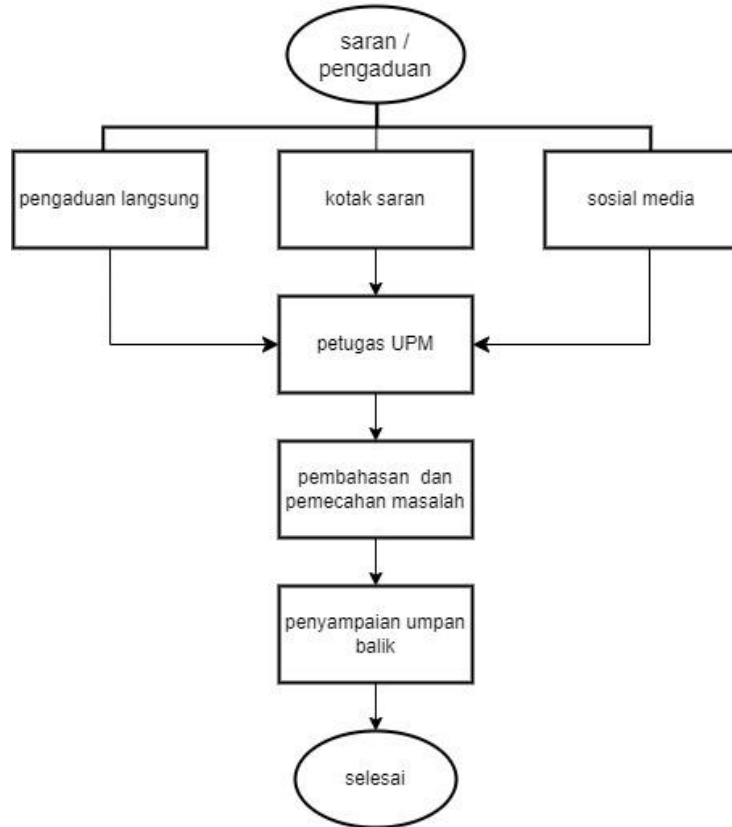 saran /
pengaduan
pengaduan langsung
kotak saran
sosial media
petugas UPM
pembahasan dan
pemecahan masalah
penyampaian umpan
balik
selesai